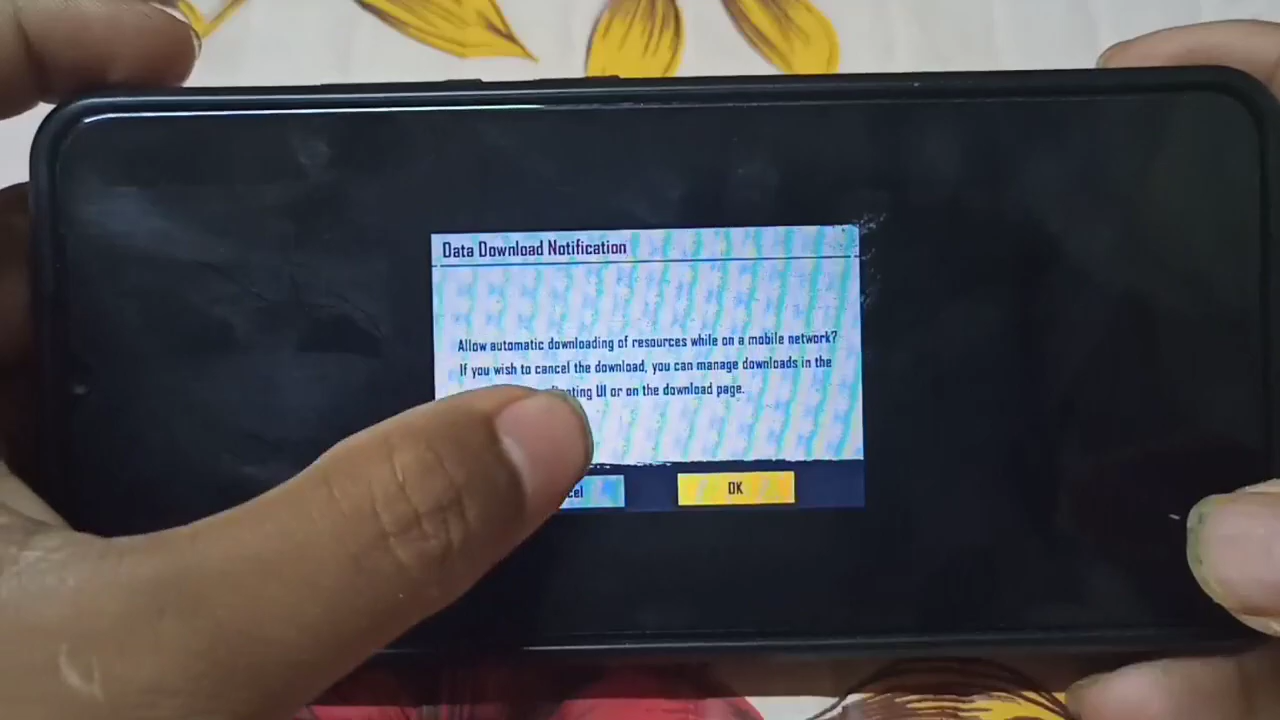 Data Download Notification
Allow automatic downloading of resources while on a mobile network?
If you wish to cancel the download, you can manage downloads in the
UI or on the download page.
OK